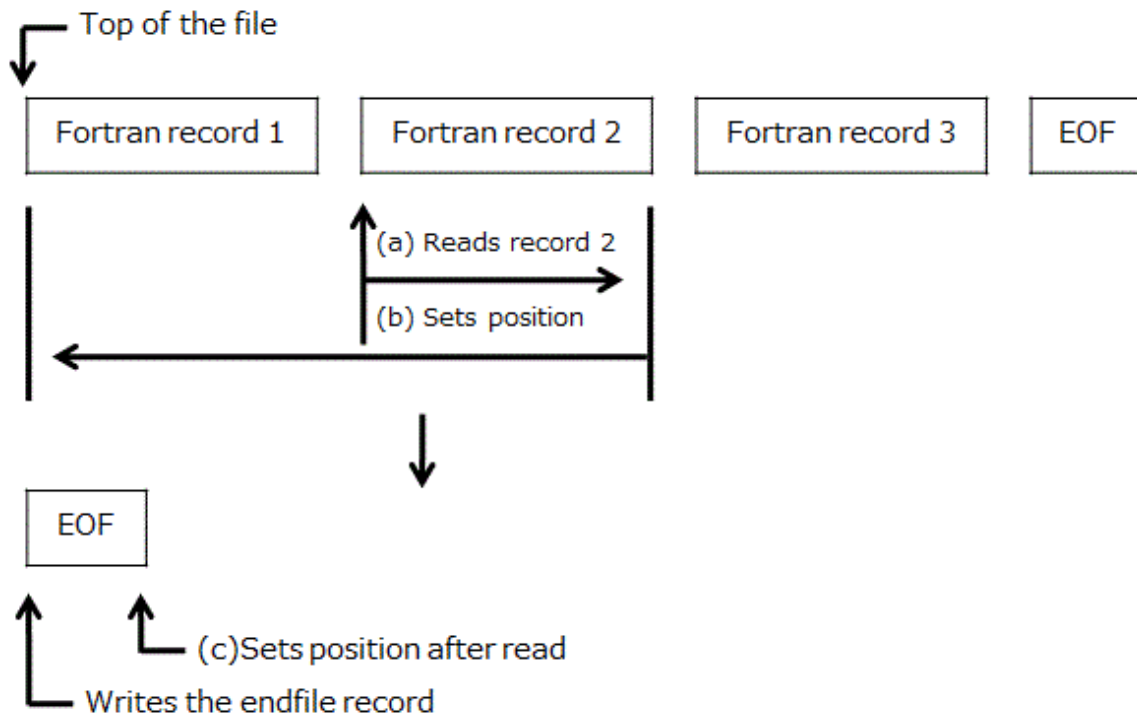 Top of the file
Fortran record 1 Fortran record 2 Fortran record 3 EOF
(a) Reads record 2
(b) Sets position
EOF
(c)Sets position after read
Writes the endfile record